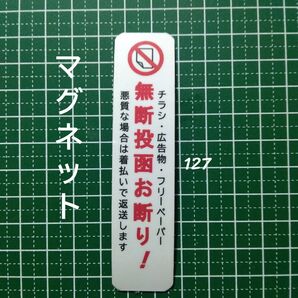 マグネット
チラシ・広告物・フリーペーパー
無断投函お断り！
悪質な場合は着払いで返送します
127